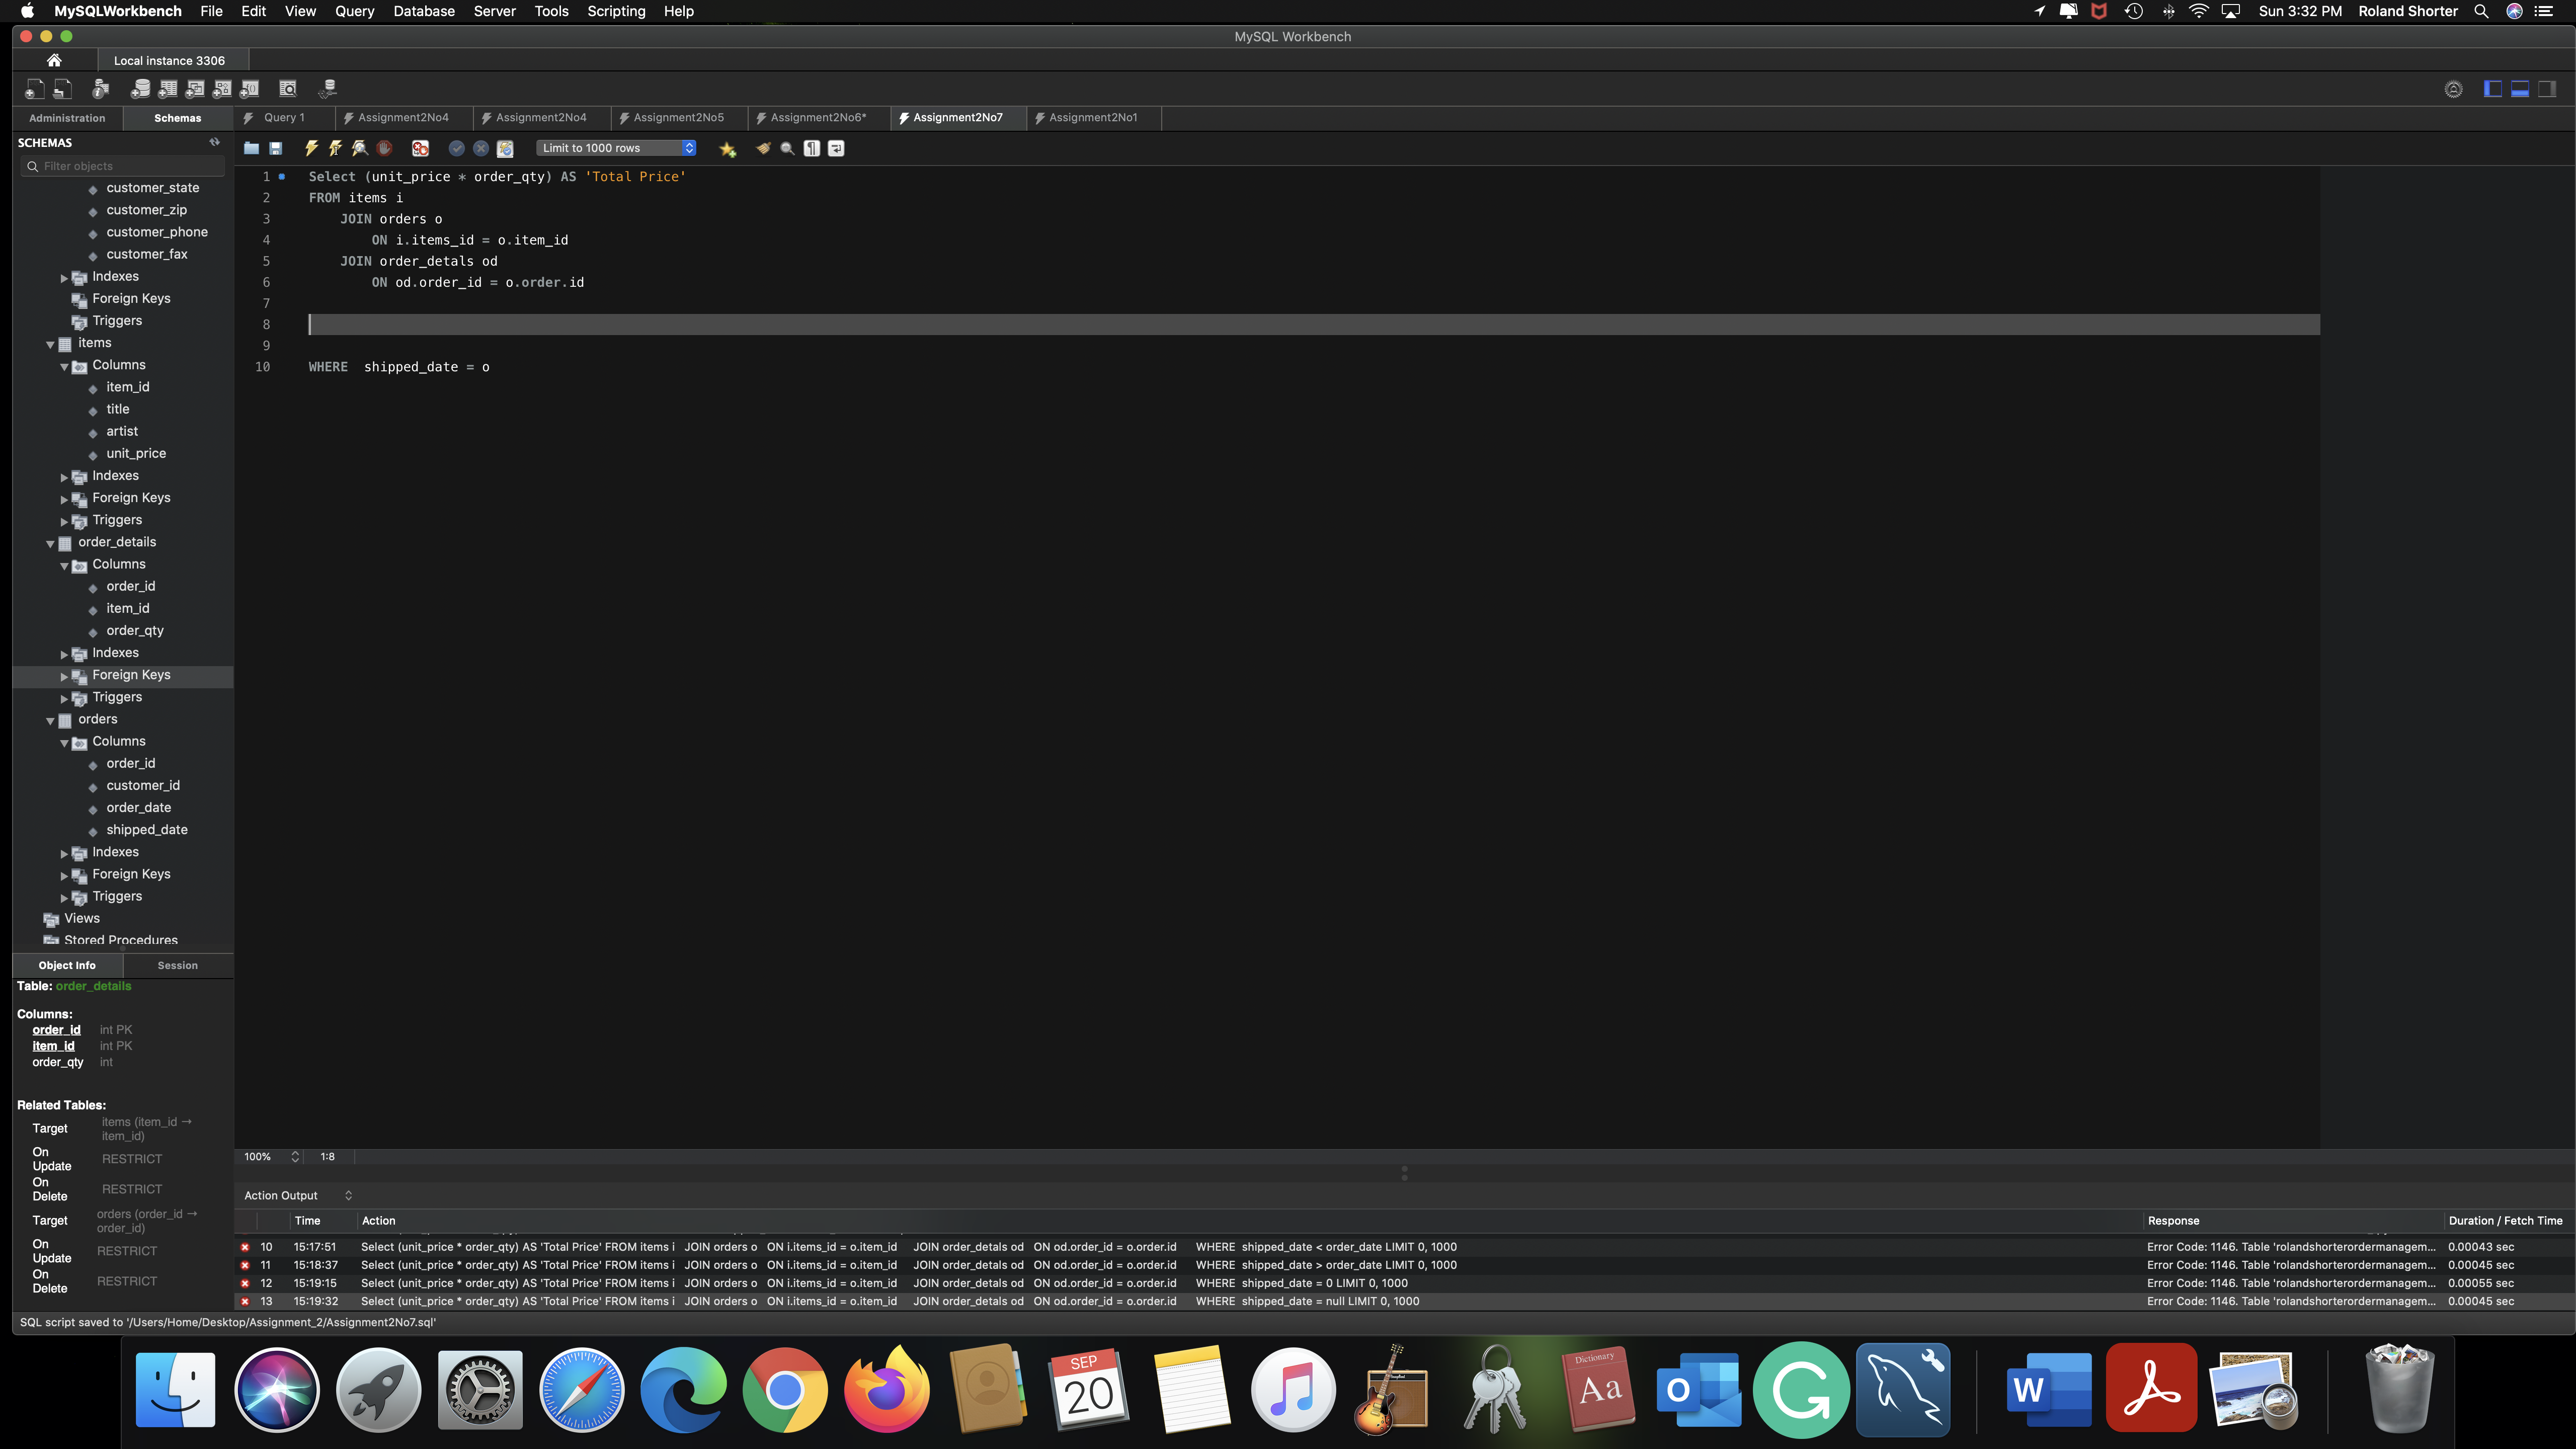 MySQLWorkbench File Edit View Query Database Server Tools Scripting Help Sun 3:32 PM Roland Shorter
MySQL Workbench
Local instance 3306
Administration Schemas Query 1 Assignment2No4 Assignment2No4 Assignment2No5 Assignment2No6* Assignment2No7 Assignment2No1
SCHEMAS
Limit to 1000 rows
Filter objects
customer_state
customer_zip
customer_phone
customer_fax
Indexes
Foreign Keys
Triggers
items
Columns
item_id
title
artist
unit_price
Indexes
Foreign Keys
Triggers
order_details
Columns
order_id
item_id
order_qty
Indexes
Foreign Keys
Triggers
orders
Columns
order_id
customer_id
order_date
shipped_date
Indexes
Foreign Keys
Triggers
Views
Stored Procedures
1 Select (unit_price * order_qty) AS 'Total Price'
2 FROM items i
3 JOIN orders o
4 ON i.items_id = o.item_id
5 JOIN order_detals od
6 ON od.order_id = o.order.id
7
8
9
10 WHERE shipped_date = o
Object Info Session
Table: order_details
Columns:
order_id int PK
item_id int PK
order_qty int
Related Tables:
Target items (item_id → item_id)
On Update RESTRICT
On Delete RESTRICT
Target orders (order_id → order_id)
On Update RESTRICT
On Delete RESTRICT
100% 1:8
Action Output
Time Action Response Duration / Fetch Time
10 15:17:51 Select (unit_price * order_qty) AS 'Total Price' FROM items i JOIN orders o ON i.items_id = o.item_id JOIN order_detals od ON od.order_id = o.order.id WHERE shipped_date < order_date LIMIT 0, 1000 Error Code: 1146. Table 'rolandshorterordermanagem... 0.00043 sec
11 15:18:37 Select (unit_price * order_qty) AS 'Total Price' FROM items i JOIN orders o ON i.items_id = o.item_id JOIN order_detals od ON od.order_id = o.order.id WHERE shipped_date > order_date LIMIT 0, 1000 Error Code: 1146. Table 'rolandshorterordermanagem... 0.00045 sec
12 15:19:15 Select (unit_price * order_qty) AS 'Total Price' FROM items i JOIN orders o ON i.items_id = o.item_id JOIN order_detals od ON od.order_id = o.order.id WHERE shipped_date = 0 LIMIT 0, 1000 Error Code: 1146. Table 'rolandshorterordermanagem... 0.00055 sec
13 15:19:32 Select (unit_price * order_qty) AS 'Total Price' FROM items i JOIN orders o ON i.items_id = o.item_id JOIN order_detals od ON od.order_id = o.order.id WHERE shipped_date = null LIMIT 0, 1000 Error Code: 1146. Table 'rolandshorterordermanagem... 0.00045 sec
SQL script saved to '/Users/Home/Desktop/Assignment_2/Assignment2No7.sql'
SEP
20
Dictionary
Aa
O
G
W